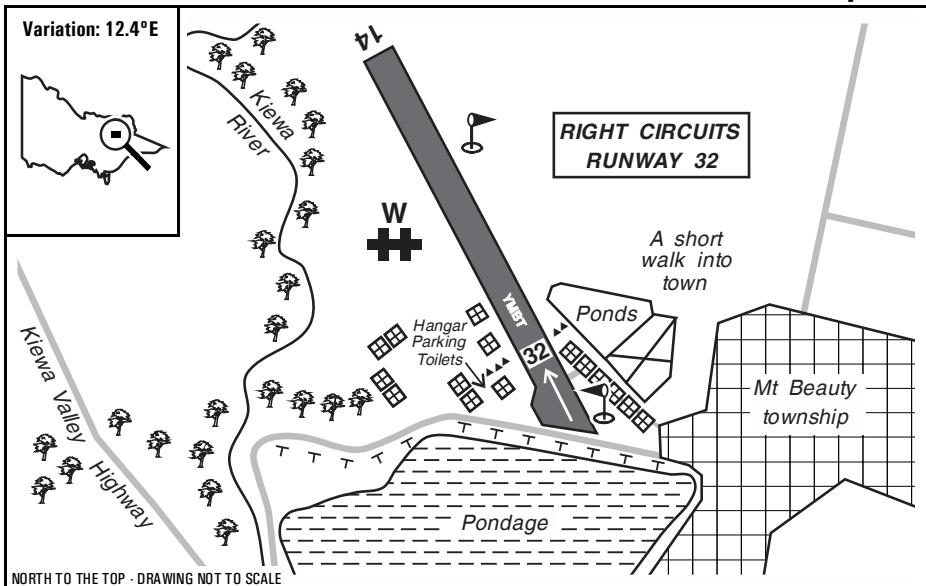 Variation: 12.4ºE
14
Kiewa
River
RIGHT CIRCUITS
RUNWAY 32
W
A short
walk into
town
YMBT
Ponds
Hangar
Parking
Toilets
32
Kiewa Valley
Highway
Mt Beauty
township
Pondage
NORTH TO THE TOP - DRAWING NOT TO SCALE